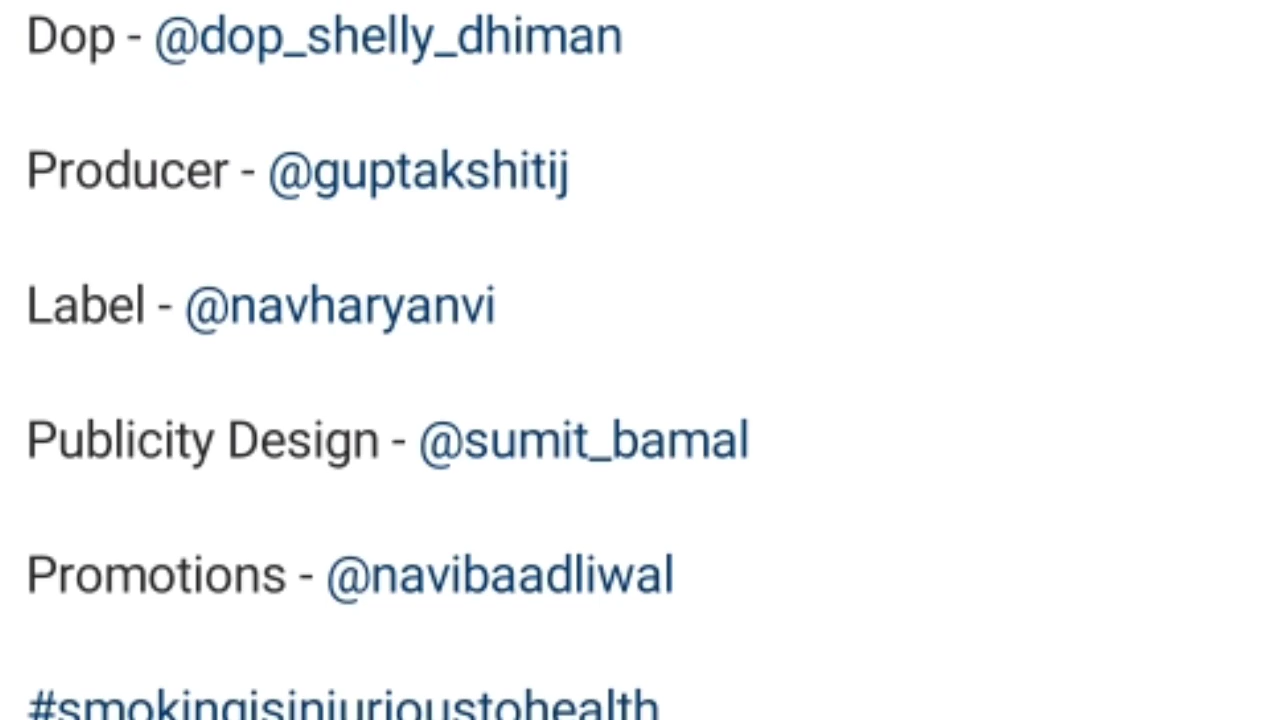 Dop - @dop_shelly_dhiman
Producer - @guptakshitij
Label - @navharyanvi
Publicity Design - @sumit_bamal
Promotions - @navibaadliwal
#smokingisinjurioustohealth